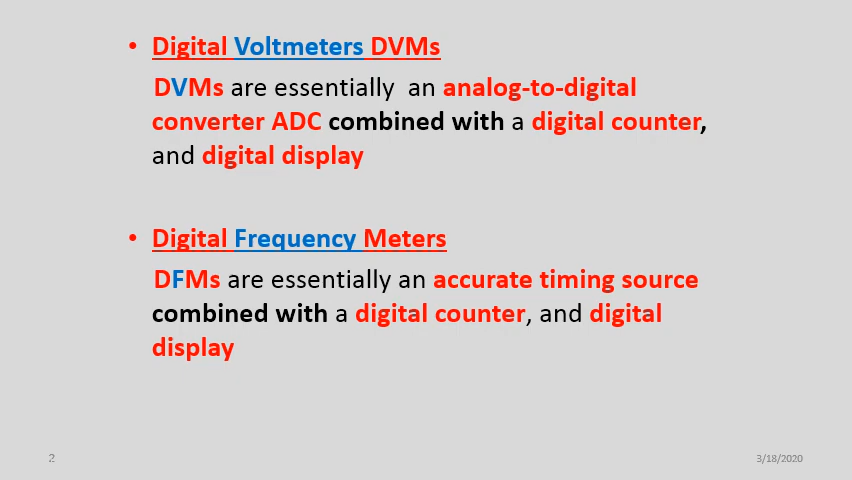 • Digital Voltmeters DVMs
DVMs are essentially an analog-to-digital
converter ADC combined with a digital counter,
and digital display
• Digital Frequency Meters
DFMs are essentially an accurate timing source
combined with a digital counter, and digital
display
2
3/18/2020